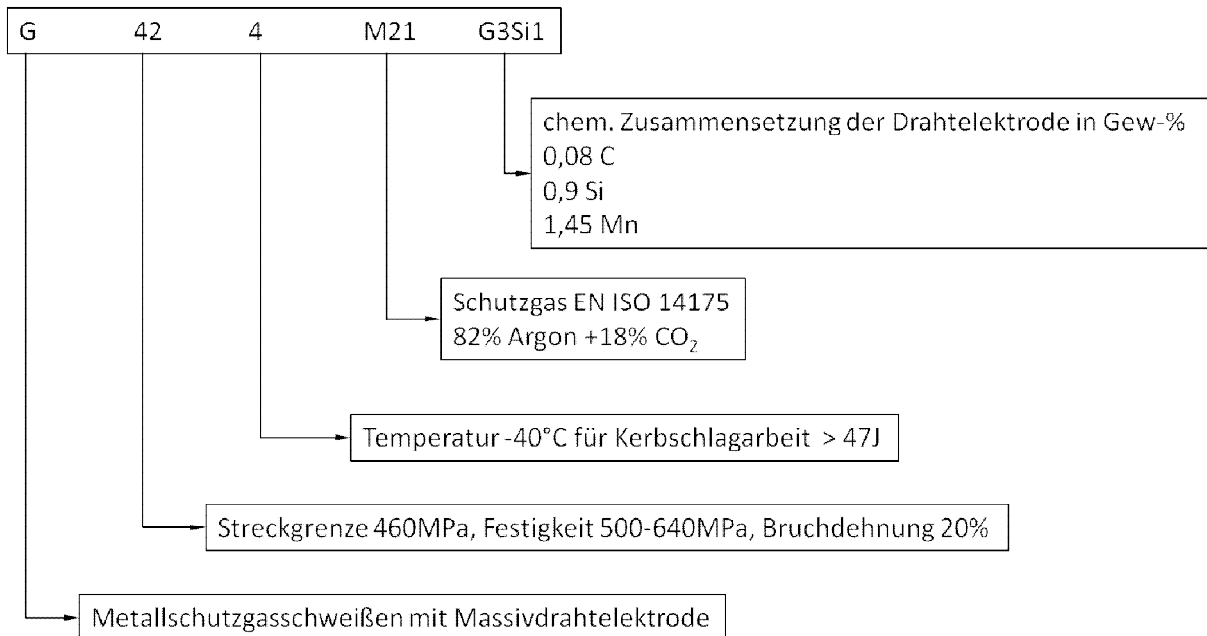 G 42 4 M21 G3Si1
chem. Zusammensetzung der Drahtelektrode in Gew-%
0,08 C
0,9 Si
1,45 Mn
Schutzgas EN ISO 14175
82% Argon +18% CO₂
Temperatur -40°C für Kerbschlagarbeit > 47J
Streckgrenze 460MPa, Festigkeit 500-640MPa, Bruchdehnung 20%
Metallschutzgasschweißen mit Massivdrahtelektrode